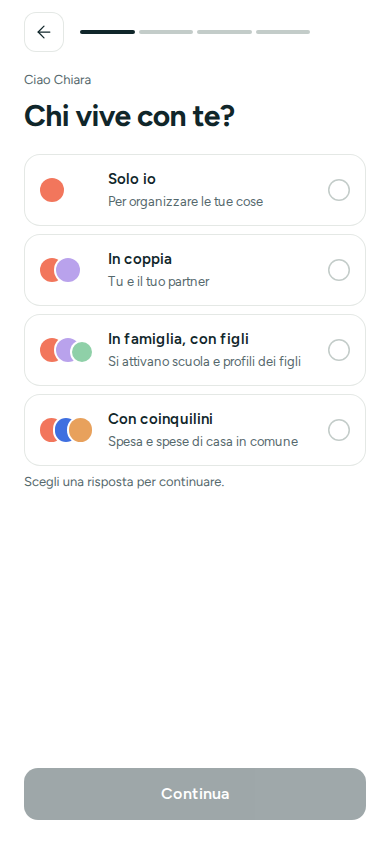 Ciao Chiara
Chi vive con te?
Solo io
Per organizzare le tue cose
In coppia
Tu e il tuo partner
In famiglia, con figli
Si attivano scuola e profili dei figli
Con coinquilini
Spesa e spese di casa in comune
Scegli una risposta per continuare.
Continua